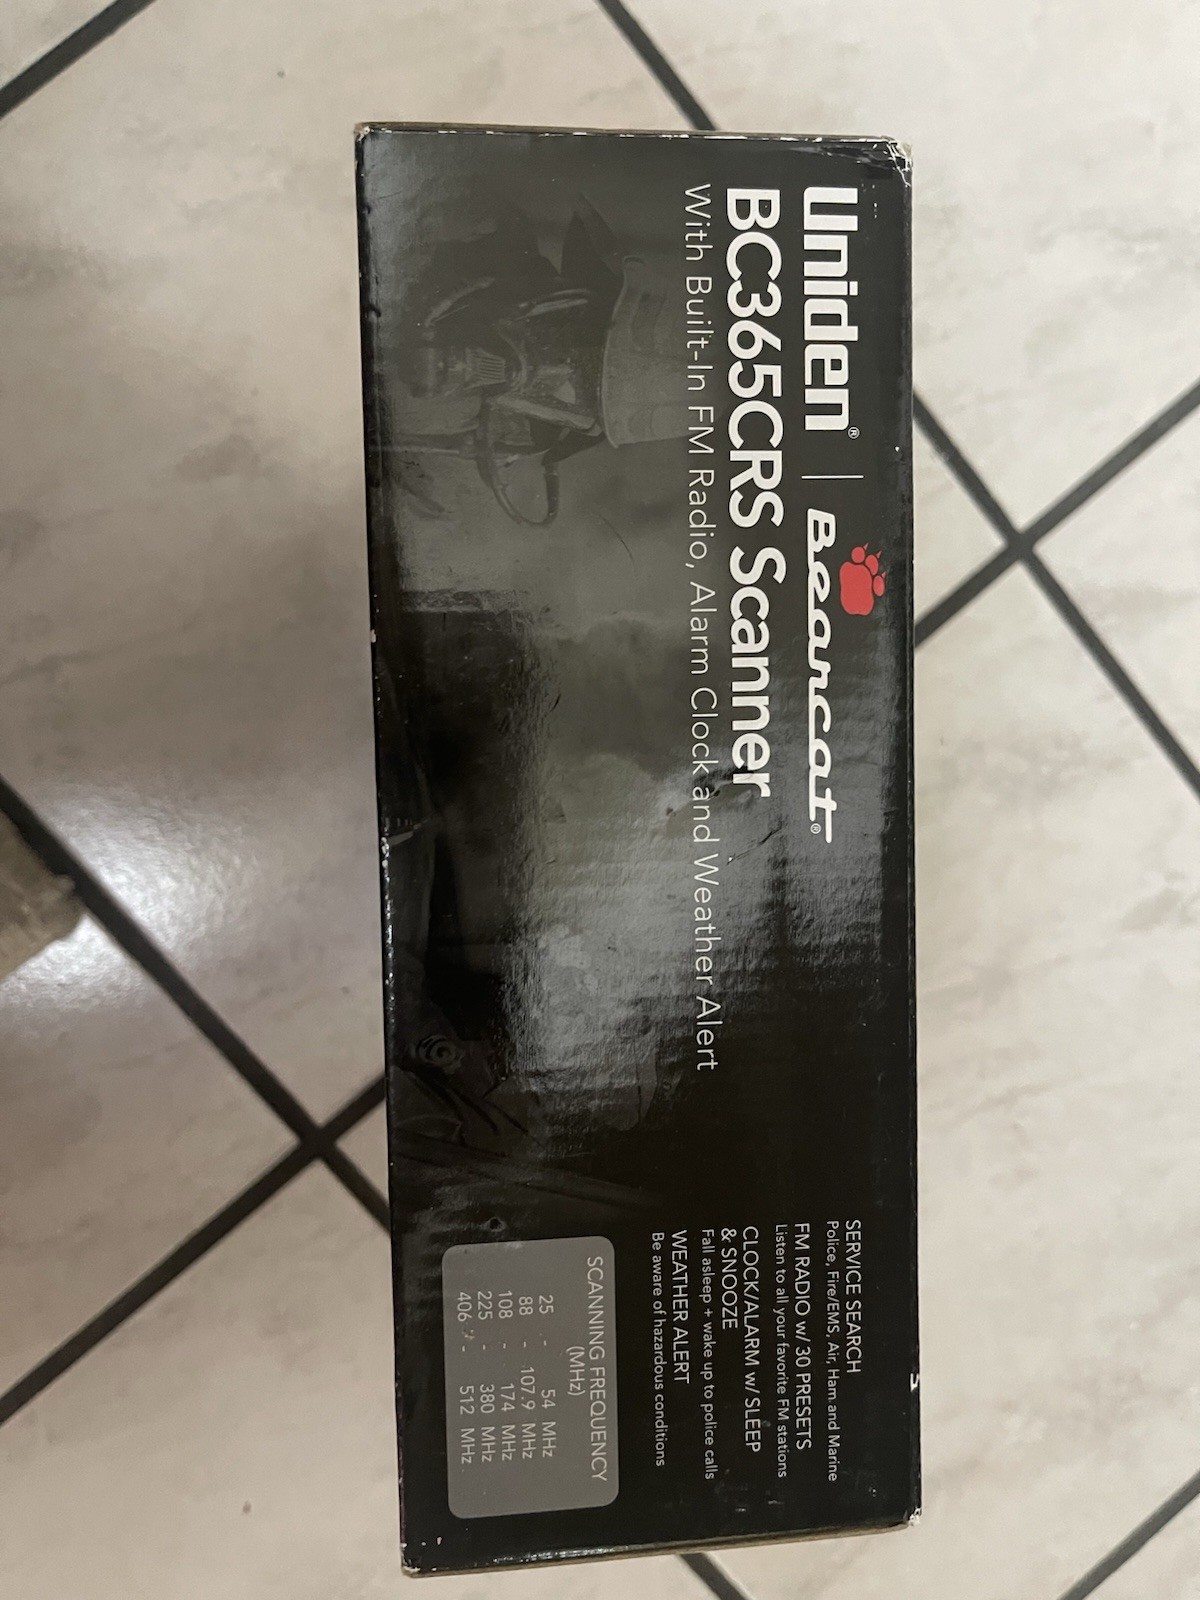 Uniden® | Bearcat®
BC365CRS Scanner
With Built-In FM Radio, Alarm Clock and Weather Alert
SERVICE SEARCH
Police, Fire/EMS, Air, Ham and Marine
FM RADIO w/ 30 PRESETS
Listen to all your favorite FM stations
CLOCK/ALARM w/ SLEEP
& SNOOZE
Fall asleep + wake up to police calls
WEATHER ALERT
Be aware of hazardous conditions
SCANNING FREQUENCY
(MHz)
25 - 54 MHz
88 - 107.9 MHz
108 - 174 MHz
225 - 380 MHz
406 - 512 MHz